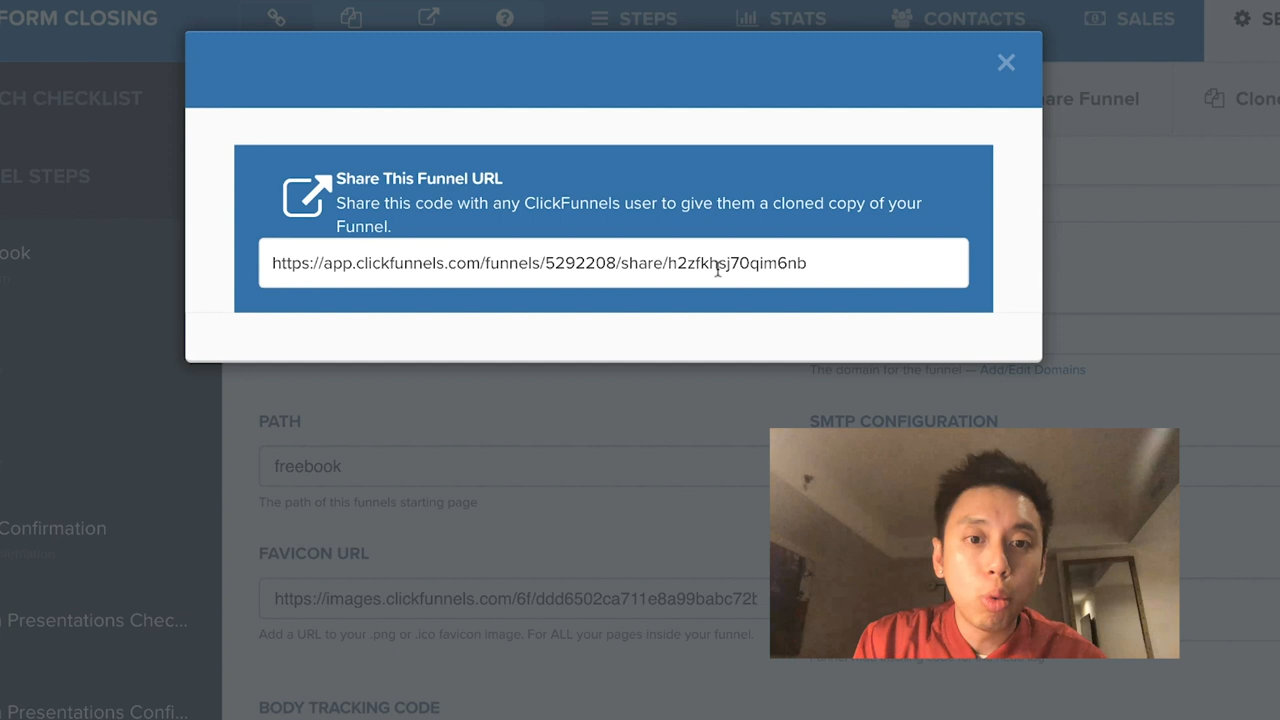 FORM CLOSING
STEPS
STATS
CONTACTS
SALES
SE
CH CHECKLIST
are Funnel
Clone
EL STEPS
Share This Funnel URL
Share this code with any ClickFunnels user to give them a cloned copy of your
Funnel.
https://app.clickfunnels.com/funnels/5292208/share/h2zfkhsj70qim6nb
ook
The domain for the funnel — Add/Edit Domains
PATH
SMTP CONFIGURATION
freebook
The path of this funnels starting page
Confirmation
FAVICON URL
https://images.clickfunnels.com/6f/ddd6502ca711e8a99babc72b
Add a URL to your .png or .ico favicon image. For ALL your pages inside your funnel.
Presentations Chec...
Presentations Confi...
BODY TRACKING CODE